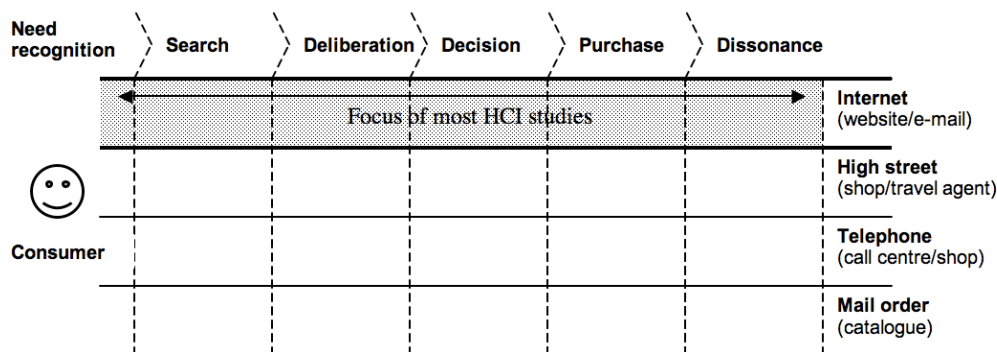 Need
recognition
Search
Deliberation
Decision
Purchase
Dissonance
Focus of most HCI studies
Internet
(website/e-mail)
High street
(shop/travel agent)
Consumer
Telephone
(call centre/shop)
Mail order
(catalogue)